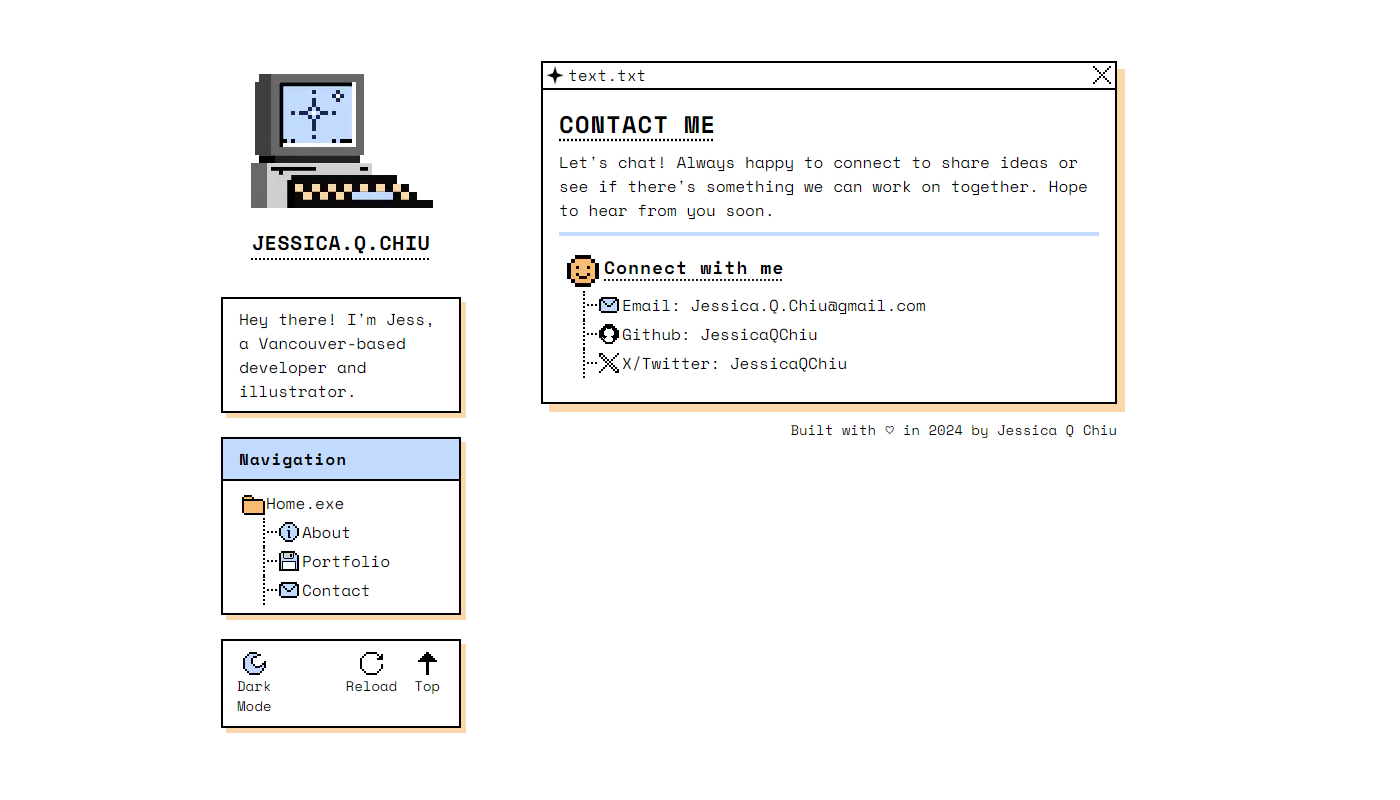 JESSICA.Q.CHIU
Hey there! I'm Jess,
a Vancouver-based
developer and
illustrator.
Navigation
Home.exe
About
Portfolio
Contact
Dark
Mode
Reload
Top
text.txt
CONTACT ME
Let's chat! Always happy to connect to share ideas or
see if there's something we can work on together. Hope
to hear from you soon.
Connect with me
Email: Jessica.Q.Chiu@gmail.com
Github: JessicaQChiu
X/Twitter: JessicaQChiu
Built with ♡ in 2024 by Jessica Q Chiu